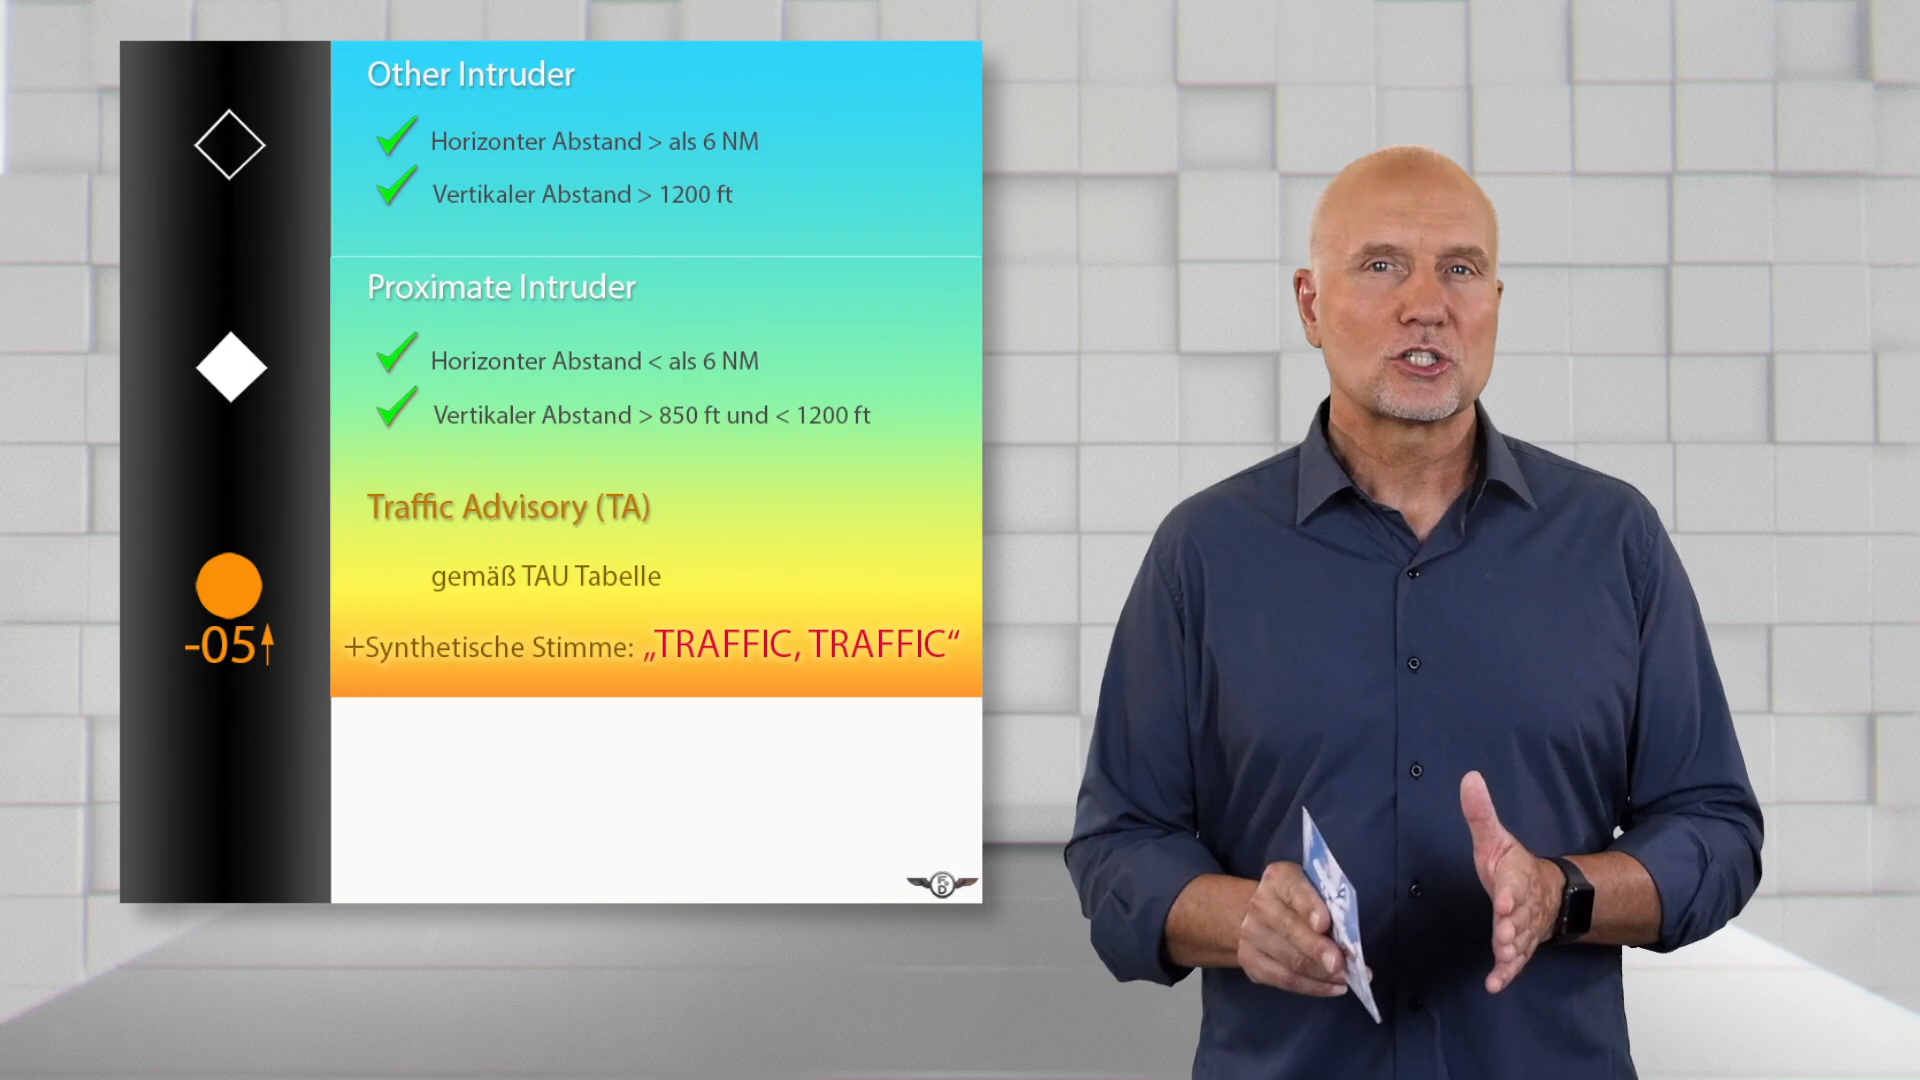 Other Intruder
Horizonter Abstand > als 6 NM
Vertikaler Abstand > 1200 ft
Proximate Intruder
Horizonter Abstand < als 6 NM
Vertikaler Abstand > 850 ft und < 1200 ft
Traffic Advisory (TA)
gemäß TAU Tabelle
-05
+Synthetische Stimme: „TRAFFIC, TRAFFIC“